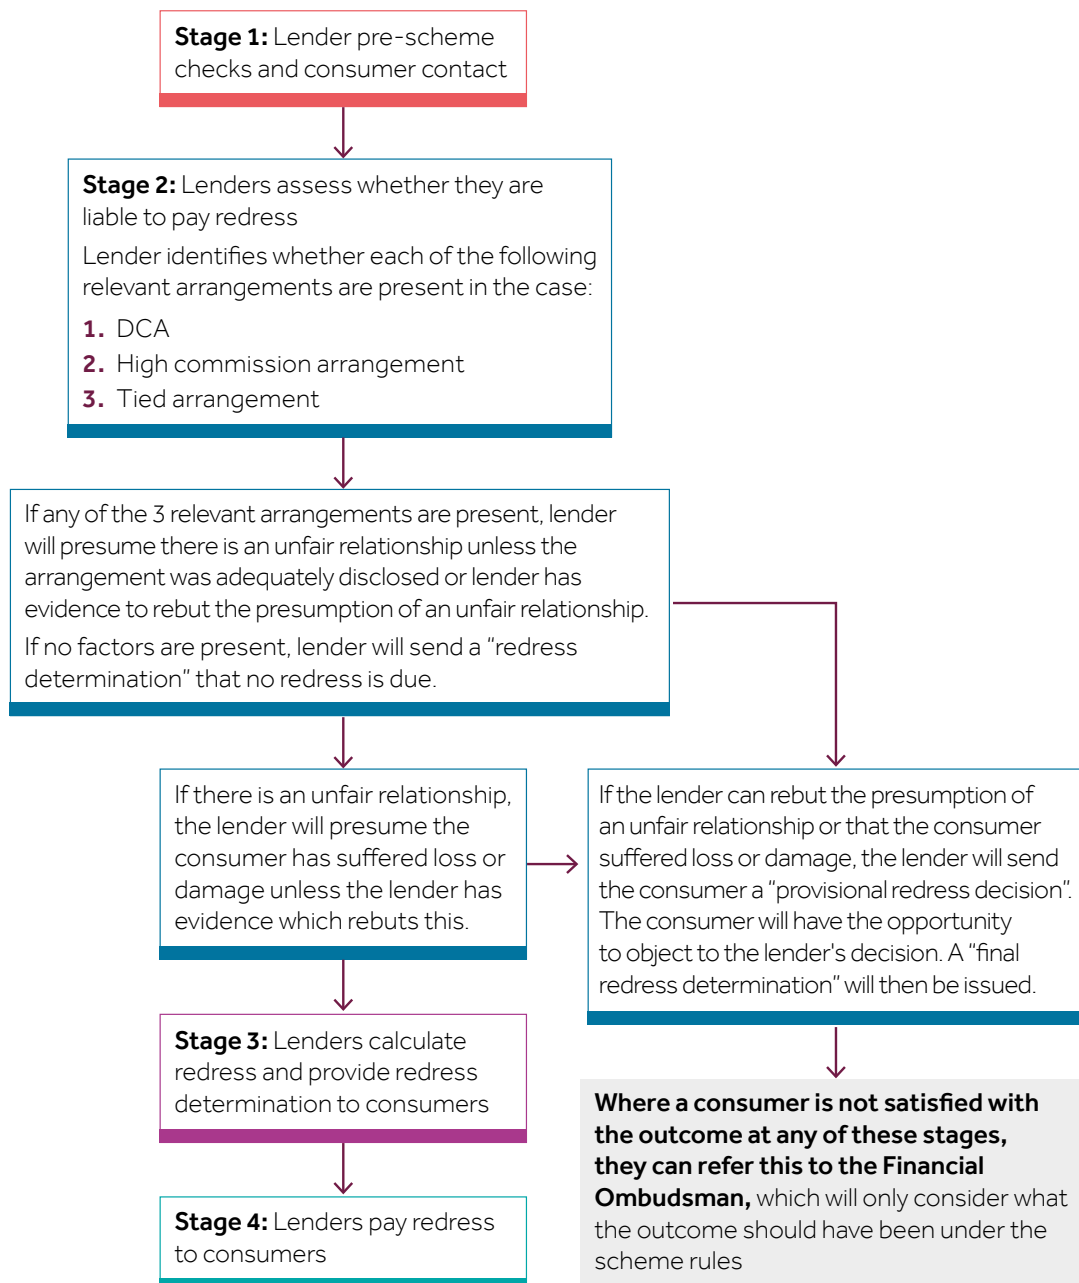 Stage 1: Lender pre-scheme
checks and consumer contact
Stage 2: Lenders assess whether they are
liable to pay redress
Lender identifies whether each of the following
relevant arrangements are present in the case:
1. DCA
2. High commission arrangement
3. Tied arrangement
If any of the 3 relevant arrangements are present, lender
will presume there is an unfair relationship unless the
arrangement was adequately disclosed or lender has
evidence to rebut the presumption of an unfair relationship.
If no factors are present, lender will send a “redress
determination” that no redress is due.
If there is an unfair relationship,
the lender will presume the
consumer has suffered loss or
damage unless the lender has
evidence which rebuts this.
If the lender can rebut the presumption of
an unfair relationship or that the consumer
suffered loss or damage, the lender will send
the consumer a “provisional redress decision”.
The consumer will have the opportunity
to object to the lender's decision. A “final
redress determination” will then be issued.
Stage 3: Lenders calculate
redress and provide redress
determination to consumers
Where a consumer is not satisfied with
the outcome at any of these stages,
they can refer this to the Financial
Ombudsman, which will only consider what
the outcome should have been under the
scheme rules
Stage 4: Lenders pay redress
to consumers